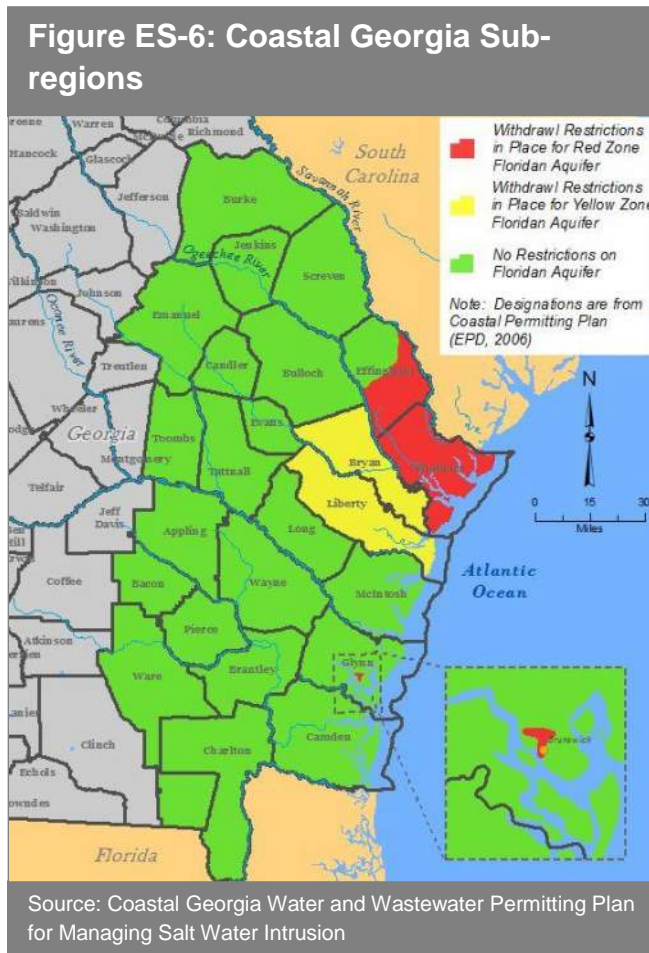 Figure ES-6: Coastal Georgia Sub-
regions
Withdrawl Restrictions
in Place for Red Zone
Floridan Aquifer
Withdrawl Restrictions
in Place for Yellow Zone
Floridan Aquifer
No Restrictions on
Floridan Aquifer
Note: Designations are from
Coastal Permitting Plan
(EPD, 2006)
Warren
Richmond
Hancock
Glascock
South
Carolina
Savannah River
Jefferson
Burke
Baldwin
Washington
Jenkins
Ogeechee River
Screven
Johnson
Emanuel
Oconee River
Candler
Bulloch
Treutlen
Evans
Wheeler
Georgia
Toombs
Montgomery
Tattnall
Bryan
Telfair
Liberty
Jeff
Davis
Appling
Long
N
0 15 30
Miles
Coffee
Bacon
Wayne
McIntosh
Atlantic
Ocean
Pierce
Atkinson
Ware
Brantley
Glynn
Clinch
Camden
Brunswick
Charlton
Echols
Florida
Source: Coastal Georgia Water and Wastewater Permitting Plan
for Managing Salt Water Intrusion